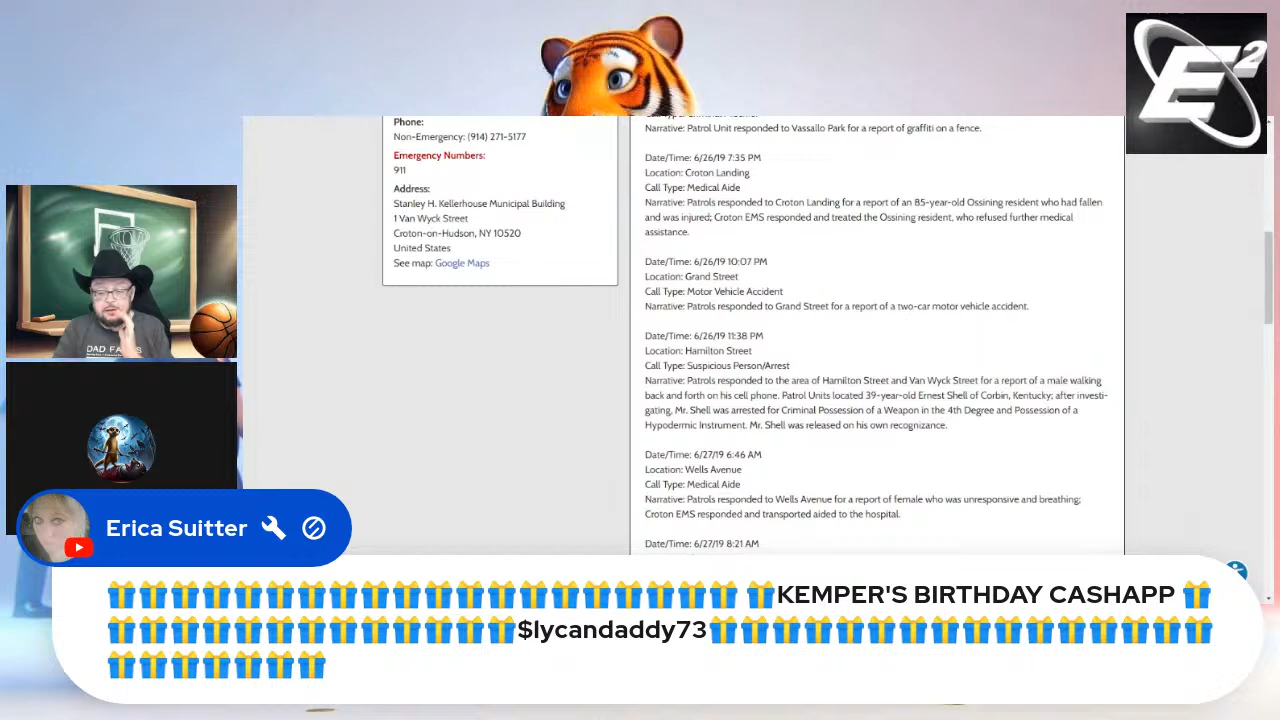 E²
Phone:
Non-Emergency: (914) 271-5177
Emergency Numbers:
911
Address:
Stanley H. Kellerhouse Municipal Building
1 Van Wyck Street
Croton-on-Hudson, NY 10520
United States
See map: Google Maps
Narrative: Patrol Unit responded to Vassallo Park for a report of graffiti on a fence.
Date/Time: 6/26/19 7:35 PM
Location: Croton Landing
Call Type: Medical Aide
Narrative: Patrols responded to Croton Landing for a report of an 85-year-old Ossining resident who had fallen
and was injured; Croton EMS responded and treated the Ossining resident, who refused further medical
assistance.
Date/Time: 6/26/19 10:07 PM
Location: Grand Street
Call Type: Motor Vehicle Accident
Narrative: Patrols responded to Grand Street for a report of a two-car motor vehicle accident.
Date/Time: 6/26/19 11:38 PM
Location: Hamilton Street
Call Type: Suspicious Person/Arrest
Narrative: Patrols responded to the area of Hamilton Street and Van Wyck Street for a report of a male walking
back and forth on his cell phone. Patrol Units located 39-year-old Ernest Shell of Corbin, Kentucky; after investi-
gating, Mr. Shell was arrested for Criminal Possession of a Weapon in the 4th Degree and Possession of a
Hypodermic Instrument. Mr. Shell was released on his own recognizance.
Date/Time: 6/27/19 6:46 AM
Location: Wells Avenue
Call Type: Medical Aide
Narrative: Patrols responded to Wells Avenue for a report of female who was unresponsive and breathing;
Croton EMS responded and transported aided to the hospital.
Date/Time: 6/27/19 8:21 AM
DAD FA
Erica Suitter
KEMPER'S BIRTHDAY CASHAPP
$lycandaddy73